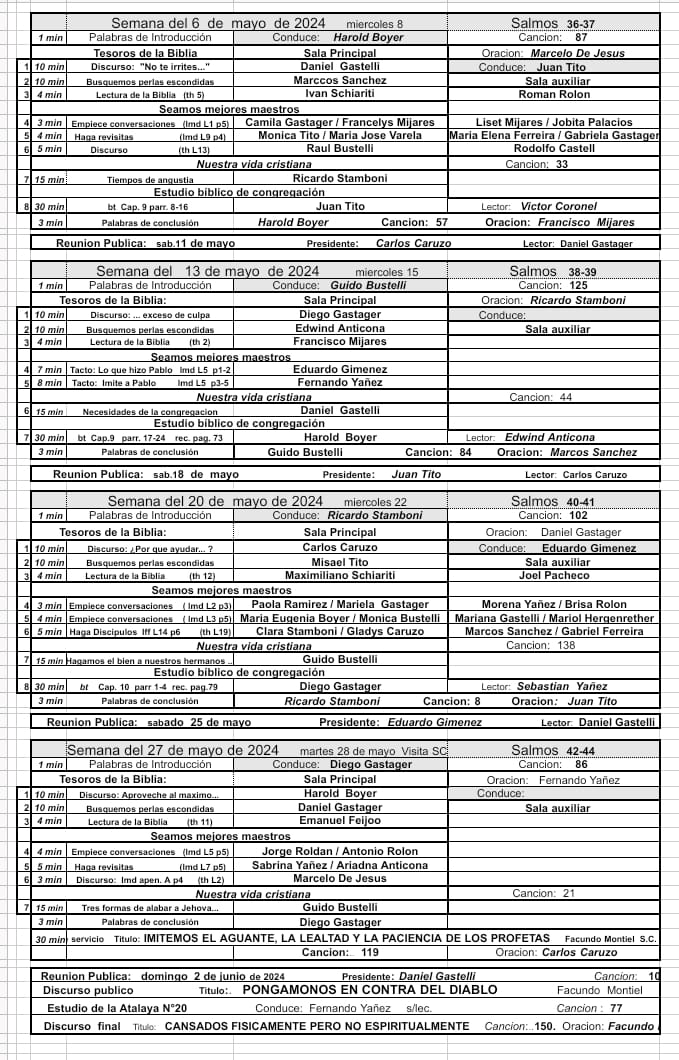 Semana del 6 de mayo de 2024 miercoles 8 Salmos 36-37
1 min Palabras de Introducción Conduce: Harold Boyer Cancion: 87
Tesoros de la Biblia Sala Principal Oracion: Marcelo De Jesus
1 10 min Discurso: "No te irrites..." Daniel Gastelli Conduce: Juan Tito
2 10 min Busquemos perlas escondidas Marccos Sanchez Sala auxiliar
3 4 min Lectura de la Biblia (th 5) Ivan Schiariti Roman Rolon
Seamos mejores maestros
4 3 min Empiece conversaciones (lmd L1 p5) Camila Gastager / Francelys Mijares Liset Mijares / Jobita Palacios
5 4 min Haga revisitas (lmd L9 p4) Monica Tito / Maria Jose Varela Maria Elena Ferreira / Gabriela Gastager
6 5 min Discurso (th L13) Raul Bustelli Rodolfo Castell
Nuestra vida cristiana Cancion: 33
7 15 min Tiempos de angustia Ricardo Stamboni
Estudio bíblico de congregación
8 30 min bt Cap. 9 parr. 8-16 Juan Tito Lector: Victor Coronel
3 min Palabras de conclusión Harold Boyer Cancion: 57 Oracion: Francisco Mijares
Reunion Publica: sab.11 de mayo Presidente: Carlos Caruzo Lector: Daniel Gastager
Semana del 13 de mayo de 2024 miercoles 15 Salmos 38-39
1 min Palabras de Introducción Conduce: Guido Bustelli Cancion: 125
Tesoros de la Biblia: Sala Principal Oracion: Ricardo Stamboni
1 10 min Discurso: ... exceso de culpa Diego Gastager Conduce:
2 10 min Busquemos perlas escondidas Edwind Anticona Sala auxiliar
3 4 min Lectura de la Biblia (th 2) Francisco Mijares
Seamos mejores maestros
4 7 min Tacto: Lo que hizo Pablo lmd L5 p1-2 Eduardo Gimenez
5 8 min Tacto: Imite a Pablo lmd L5 p3-5 Fernando Yañez
Nuestra vida cristiana Cancion: 44
6 15 min Necesidades de la congregacion Daniel Gastelli
Estudio bíblico de congregación
7 30 min bt Cap.9 parr. 17-24 rec. pag. 73 Harold Boyer Lector: Edwind Anticona
3 min Palabras de conclusión Guido Bustelli Cancion: 84 Oracion: Marcos Sanchez
Reunion Publica: sab.18 de mayo Presidente: Juan Tito Lector: Carlos Caruzo
Semana del 20 de mayo de 2024 miercoles 22 Salmos 40-41
1 min Palabras de Introducción Conduce: Ricardo Stamboni Cancion: 102
Tesoros de la Biblia: Sala Principal Oracion: Daniel Gastager
1 10 min Discurso: ¿Por que ayudar... ? Carlos Caruzo Conduce: Eduardo Gimenez
2 10 min Busquemos perlas escondidas Misael Tito Sala auxiliar
3 4 min Lectura de la Biblia (th 12) Maximiliano Schiariti Joel Pacheco
Seamos mejores maestros
4 3 min Empiece conversaciones ( lmd L2 p3) Paola Ramirez / Mariela Gastager Morena Yañez / Brisa Rolon
5 4 min Empiece conversaciones ( lmd L3 p5) Maria Eugenia Boyer / Monica Bustelli Mariana Gastelli / Mariol Hergenrether
6 5 min Haga Discipulos lff L14 p6 (th L19) Clara Stamboni / Gladys Caruzo Marcos Sanchez / Gabriel Ferreira
Nuestra vida cristiana Cancion: 138
7 15 min Hagamos el bien a nuestros hermanos .. Guido Bustelli
Estudio bíblico de congregación
8 30 min bt Cap. 10 parr 1-4 rec. pag.79 Diego Gastager Lector: Sebastian Yañez
3 min Palabras de conclusión Ricardo Stamboni Cancion: 8 Oracion: Juan Tito
Reunion Publica: sabado 25 de mayo Presidente: Eduardo Gimenez Lector: Daniel Gastelli
Semana del 27 de mayo de 2024 martes 28 de mayo Visita SC Salmos 42-44
1 min Palabras de Introducción Conduce: Diego Gastager Cancion: 86
Tesoros de la Biblia: Sala Principal Oracion: Fernando Yañez
1 10 min Discurso: Aproveche al maximo... Harold Boyer Conduce:
2 10 min Busquemos perlas escondidas Daniel Gastager Sala auxiliar
3 4 min Lectura de la Biblia (th 11) Emanuel Feijoo
Seamos mejores maestros
4 4 min Empiece conversaciones (lmd L5 p5) Jorge Roldan / Antonio Rolon
5 5 min Haga revisitas (lmd L7 p5) Sabrina Yañez / Ariadna Anticona
6 3 min Discurso: lmd apen. A p4 (th L2) Marcelo De Jesus
Nuestra vida cristiana Cancion: 21
7 15 min Tres formas de alabar a Jehova... Guido Bustelli
3 min Palabras de conclusión Diego Gastager
30 min servicio Titulo: IMITEMOS EL AGUANTE, LA LEALTAD Y LA PACIENCIA DE LOS PROFETAS Facundo Montiel S.C.
Cancion:. 119 Oracion: Carlos Caruzo
Reunion Publica: domingo 2 de junio de 2024 Presidente: Daniel Gastelli Cancion: 10
Discurso publico Titulo:. PONGAMONOS EN CONTRA DEL DIABLO Facundo Montiel
Estudio de la Atalaya N°20 Conduce: Fernando Yañez s/lec. Cancion : 77
Discurso final Titulo: CANSADOS FISICAMENTE PERO NO ESPIRITUALMENTE Cancion:..150. Oracion: Facundo